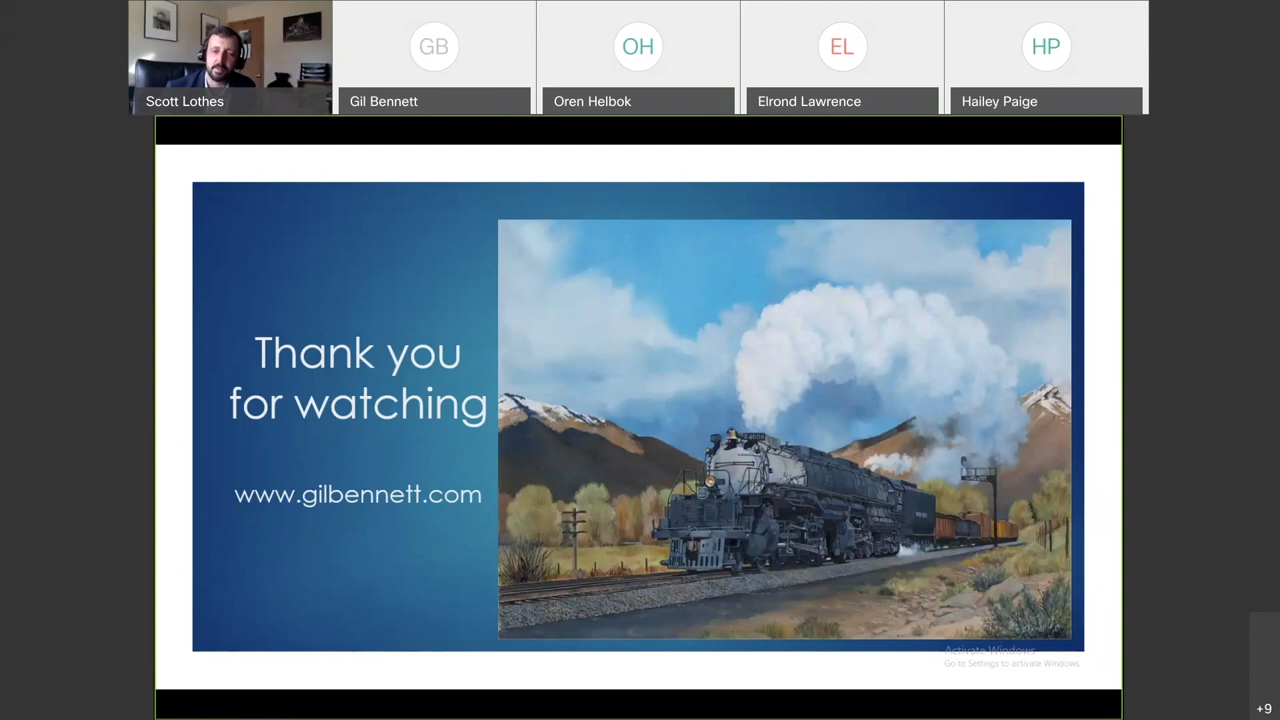 GB
OH
EL
HP
Scott Lothes
Gil Bennett
Oren Helbok
Elrond Lawrence
Hailey Paige
Thank you
for watching
www.gilbennett.com
Activate Windows
Go to Settings to activate Windows.
+9